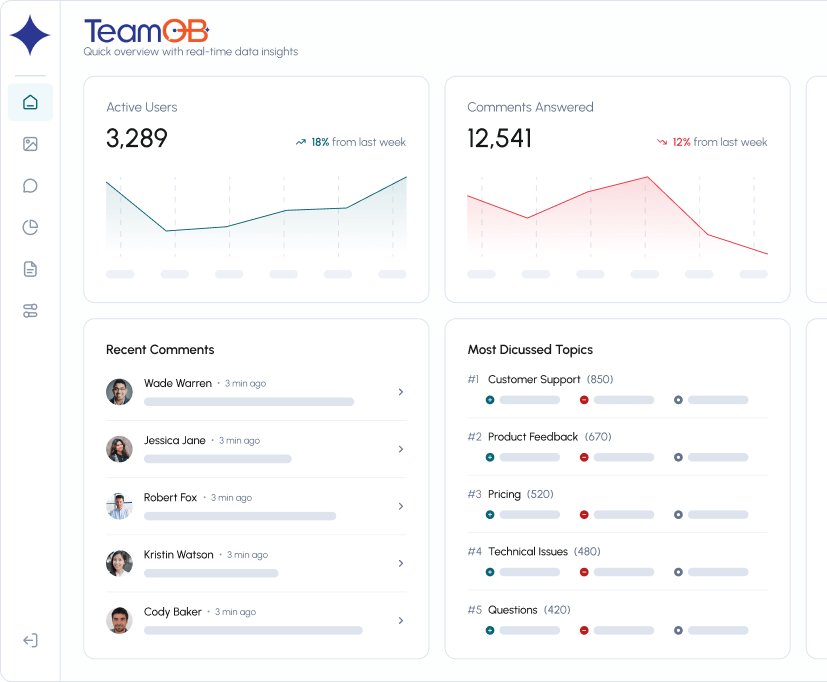 TeamOB
Quick overview with real-time data insights
Active Users
3,289
18% from last week
Comments Answered
12,541
12% from last week
Recent Comments
Wade Warren • 3 min ago
Jessica Jane • 3 min ago
Robert Fox • 3 min ago
Kristin Watson • 3 min ago
Cody Baker • 3 min ago
Most Dicussed Topics
#1 Customer Support (850)
#2 Product Feedback (670)
#3 Pricing (520)
#4 Technical Issues (480)
#5 Questions (420)